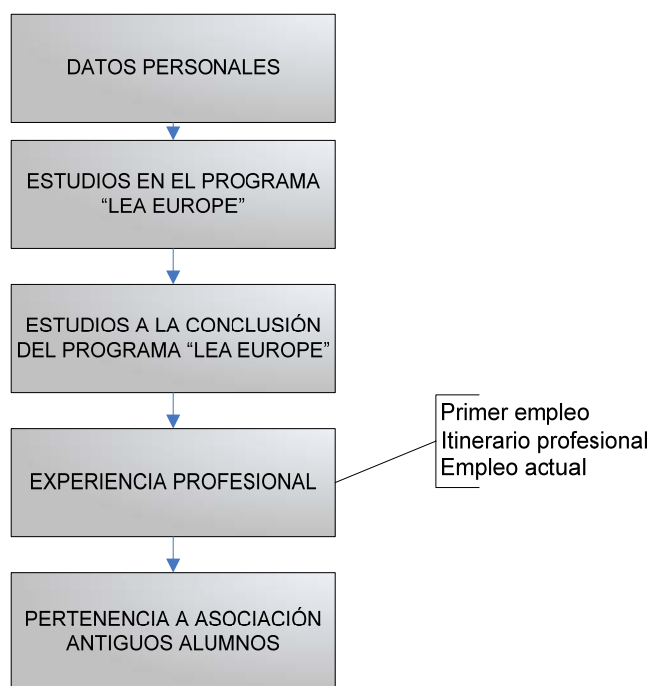 DATOS PERSONALES
ESTUDIOS EN EL PROGRAMA
“LEA EUROPE”
ESTUDIOS A LA CONCLUSIÓN
DEL PROGRAMA “LEA EUROPE”
EXPERIENCIA PROFESIONAL
Primer empleo
Itinerario profesional
Empleo actual
PERTENENCIA A ASOCIACIÓN
ANTIGUOS ALUMNOS